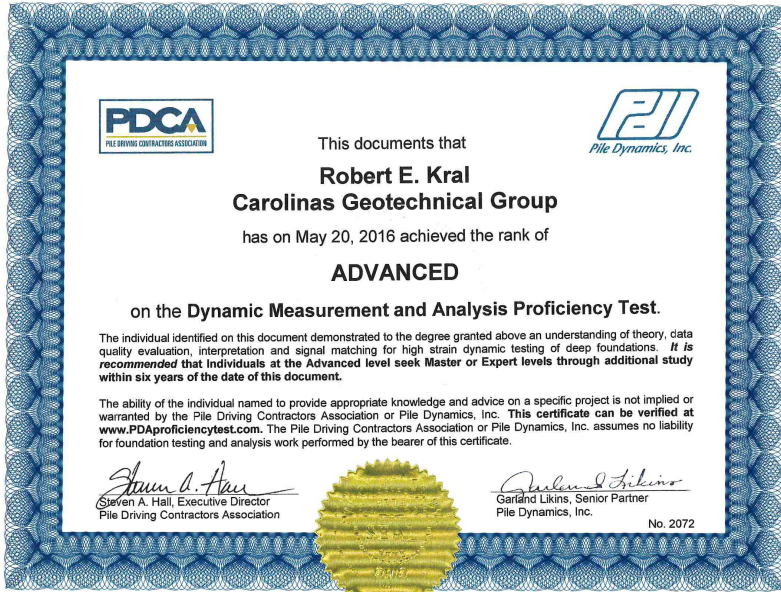 PDCA
PILE DRIVING CONTRACTORS ASSOCIATION
PDI
Pile Dynamics, Inc.
This documents that
Robert E. Kral
Carolinas Geotechnical Group
has on May 20, 2016 achieved the rank of
ADVANCED
on the Dynamic Measurement and Analysis Proficiency Test.
The individual identified on this document demonstrated to the degree granted above an understanding of theory, data
quality evaluation, interpretation and signal matching for high strain dynamic testing of deep foundations. It is
recommended that Individuals at the Advanced level seek Master or Expert levels through additional study
within six years of the date of this document.
The ability of the individual named to provide appropriate knowledge and advice on a specific project is not implied or
warranted by the Pile Driving Contractors Association or Pile Dynamics, Inc. This certificate can be verified at
www.PDAproficiencytest.com. The Pile Driving Contractors Association or Pile Dynamics, Inc. assumes no liability
for foundation testing and analysis work performed by the bearer of this certificate.
Steven A. Hall
Garland Likins
Steven A. Hall, Executive Director
Pile Driving Contractors Association
Garland Likins, Senior Partner
Pile Dynamics, Inc.
No. 2072